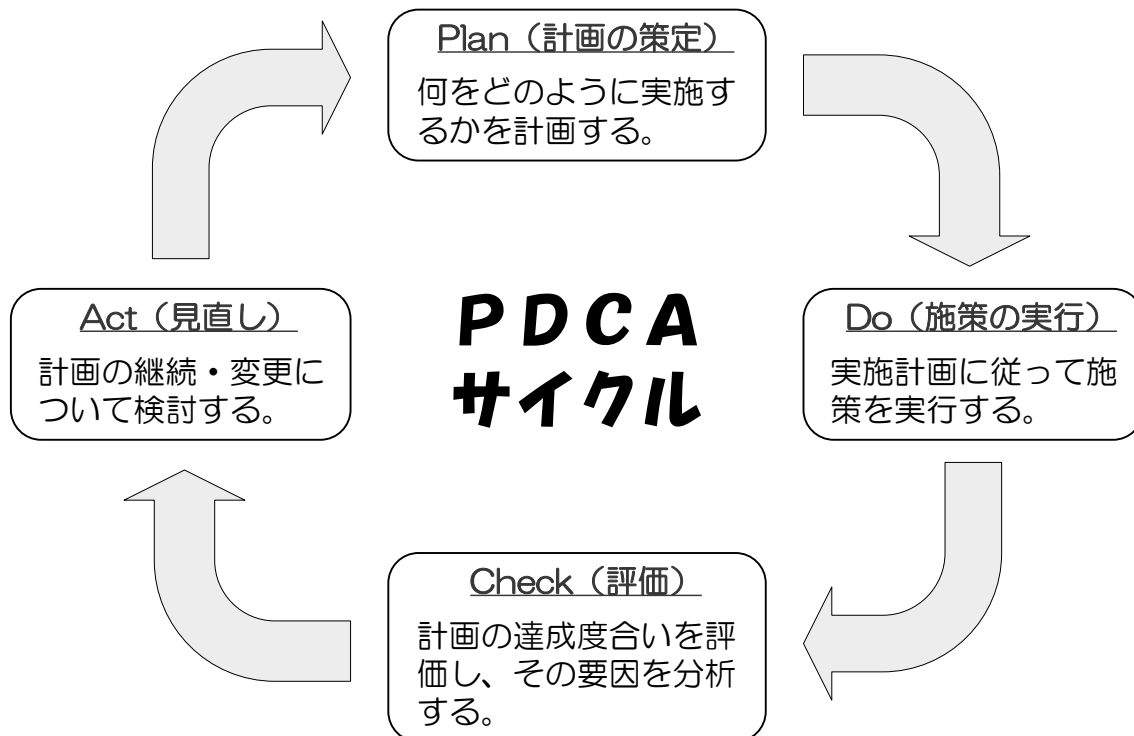 Plan（計画の策定）
何をどのように実施す
るかを計画する。
Act（見直し）
計画の継続・変更に
ついて検討する。
PDCA
サイクル
Do（施策の実行）
実施計画に従って施
策を実行する。
Check（評価）
計画の達成度合いを評
価し、その要因を分析
する。